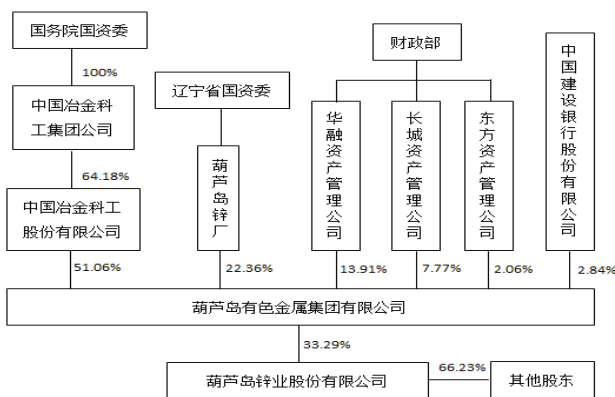 国务院国资委
财政部
中国建设银行股份有限公司
100%
辽宁省国资委
中国冶金科
工集团公司
华融资产管理公司
长城资产管理公司
东方资产管理公司
葫芦岛锌厂
64.18%
中国冶金科工
股份有限公司
51.06%
22.36%
13.91%
7.77%
2.06%
2.84%
葫芦岛有色金属集团有限公司
33.29%
葫芦岛锌业股份有限公司
66.23%
其他股东